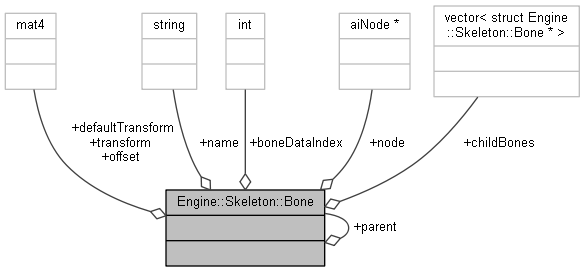 mat4
string
int
aiNode *
vector< struct Engine
::Skeleton::Bone * >
+defaultTransform
+transform
+offset
+name
+boneDataIndex
+node
+childBones
Engine::Skeleton::Bone
+parent